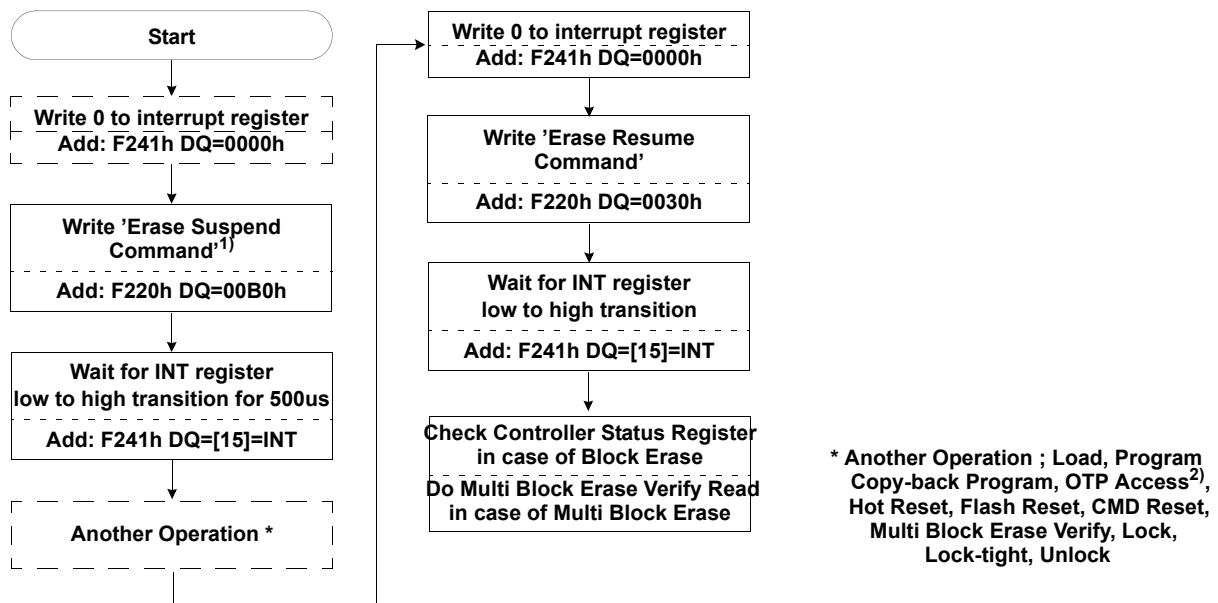 Start
Write 0 to interrupt register
Add: F241h DQ=0000h
Write ’Erase Suspend
Command’1)
Add: F220h DQ=00B0h
Wait for INT register
low to high transition for 500us
Add: F241h DQ=[15]=INT
Another Operation *
Write 0 to interrupt register
Add: F241h DQ=0000h
Write ’Erase Resume
Command’
Add: F220h DQ=0030h
Wait for INT register
low to high transition
Add: F241h DQ=[15]=INT
Check Controller Status Register
in case of Block Erase
Do Multi Block Erase Verify Read
in case of Multi Block Erase
* Another Operation ; Load, Program
Copy-back Program, OTP Access2),
Hot Reset, Flash Reset, CMD Reset,
Multi Block Erase Verify, Lock,
Lock-tight, Unlock